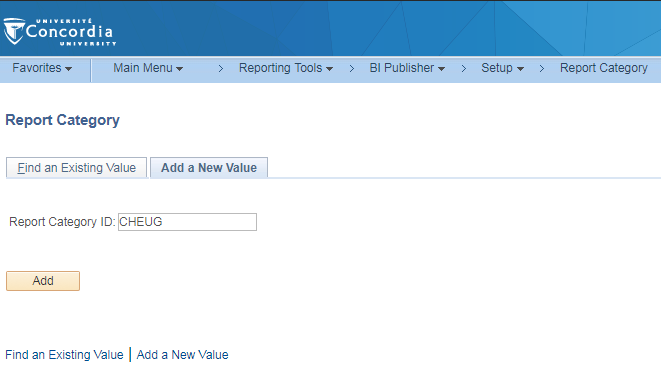 UNIVERSITÉ
Concordia
UNIVERSITY
Favorites Main Menu > Reporting Tools > BI Publisher > Setup > Report Category
Report Category
Find an Existing Value Add a New Value
Report Category ID: CHEUG
Add
Find an Existing Value | Add a New Value